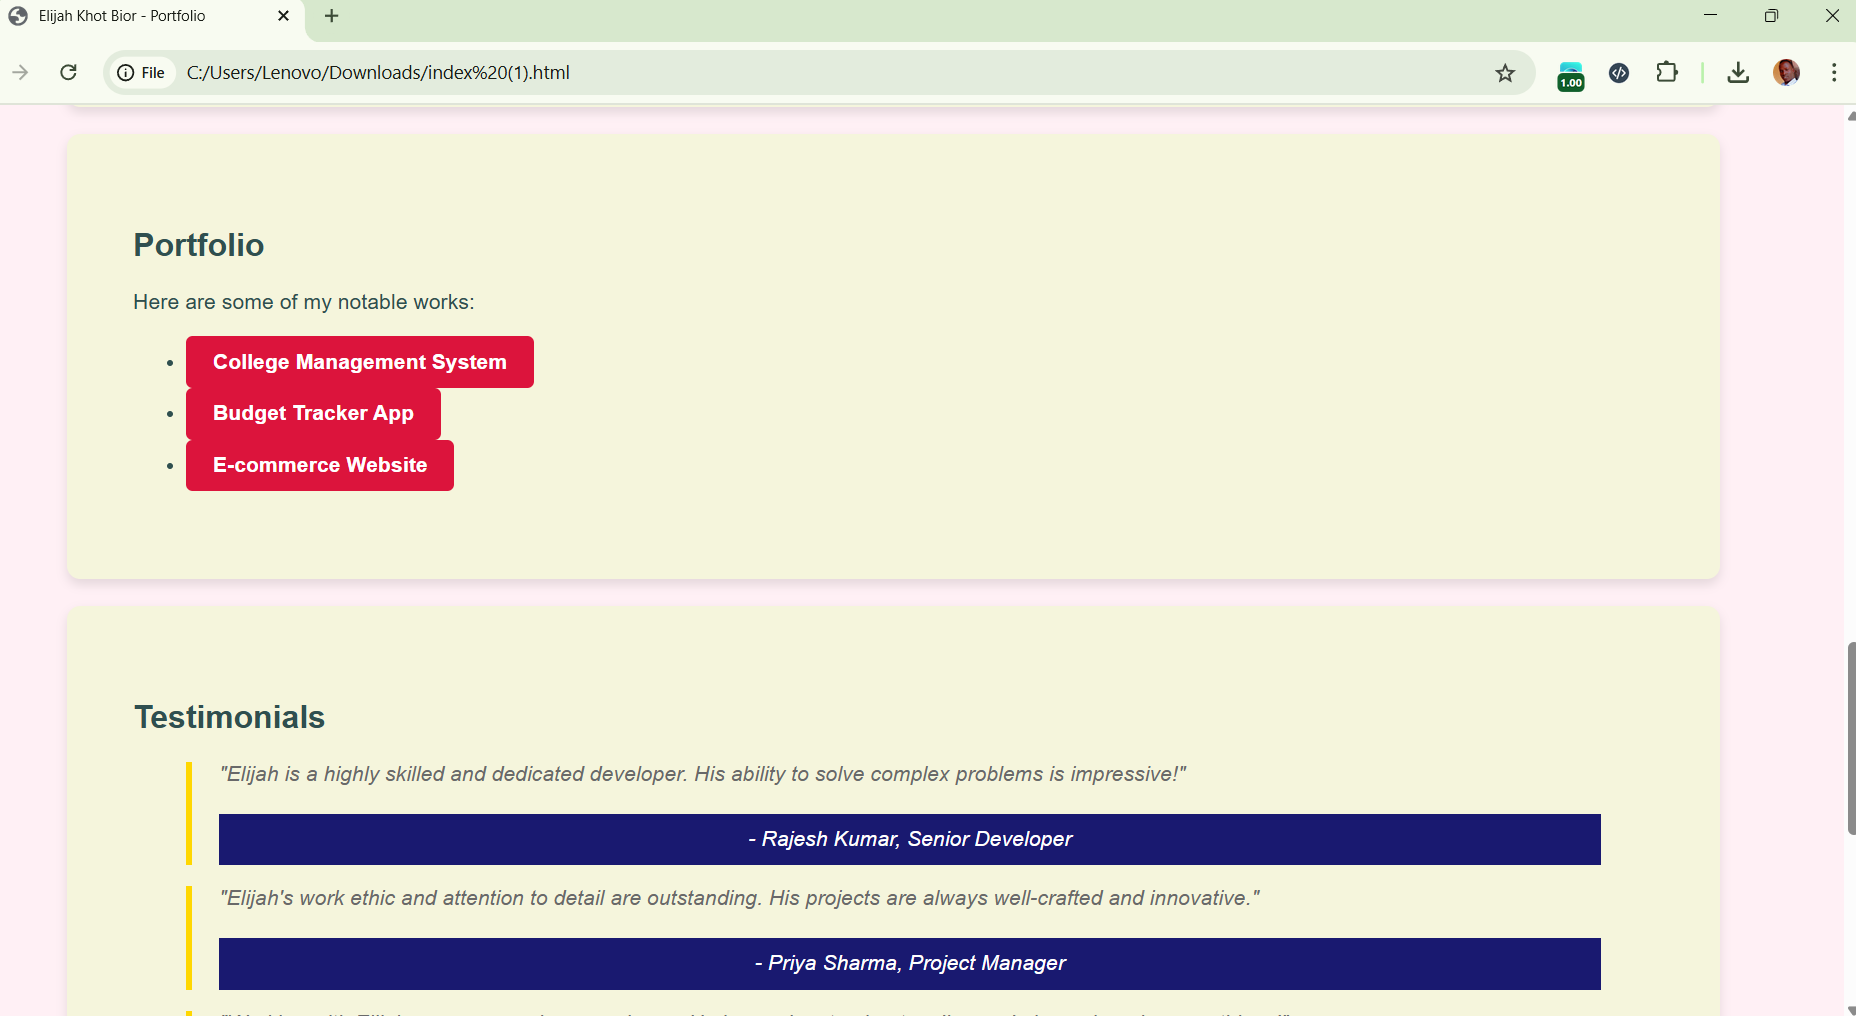 Elijah Khot Bior - Portfolio
File C:/Users/Lenovo/Downloads/index%20(1).html
1.00
Portfolio
Here are some of my notable works:
College Management System
Budget Tracker App
E-commerce Website
Testimonials
"Elijah is a highly skilled and dedicated developer. His ability to solve complex problems is impressive!"
- Rajesh Kumar, Senior Developer
"Elijah's work ethic and attention to detail are outstanding. His projects are always well-crafted and innovative."
- Priya Sharma, Project Manager